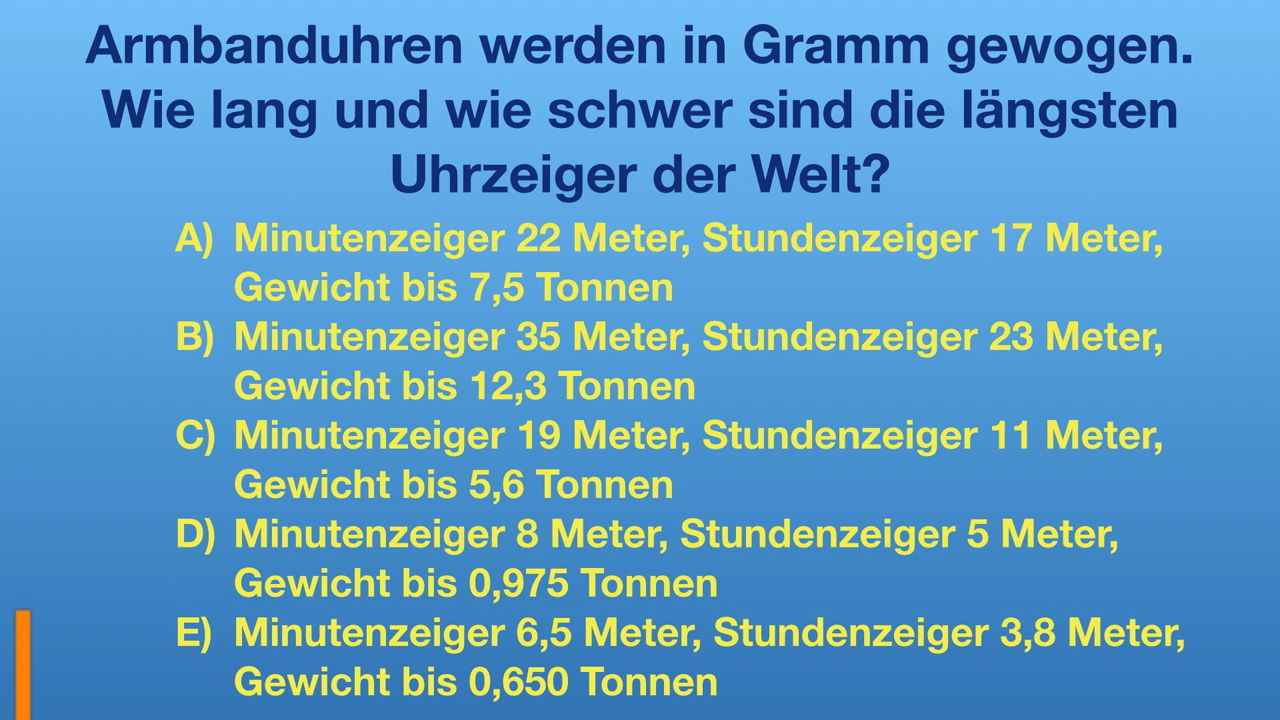 Armbanduhren werden in Gramm gewogen.
Wie lang und wie schwer sind die längsten
Uhrzeiger der Welt?
A) Minutenzeiger 22 Meter, Stundenzeiger 17 Meter,
Gewicht bis 7,5 Tonnen
B) Minutenzeiger 35 Meter, Stundenzeiger 23 Meter,
Gewicht bis 12,3 Tonnen
C) Minutenzeiger 19 Meter, Stundenzeiger 11 Meter,
Gewicht bis 5,6 Tonnen
D) Minutenzeiger 8 Meter, Stundenzeiger 5 Meter,
Gewicht bis 0,975 Tonnen
E) Minutenzeiger 6,5 Meter, Stundenzeiger 3,8 Meter,
Gewicht bis 0,650 Tonnen